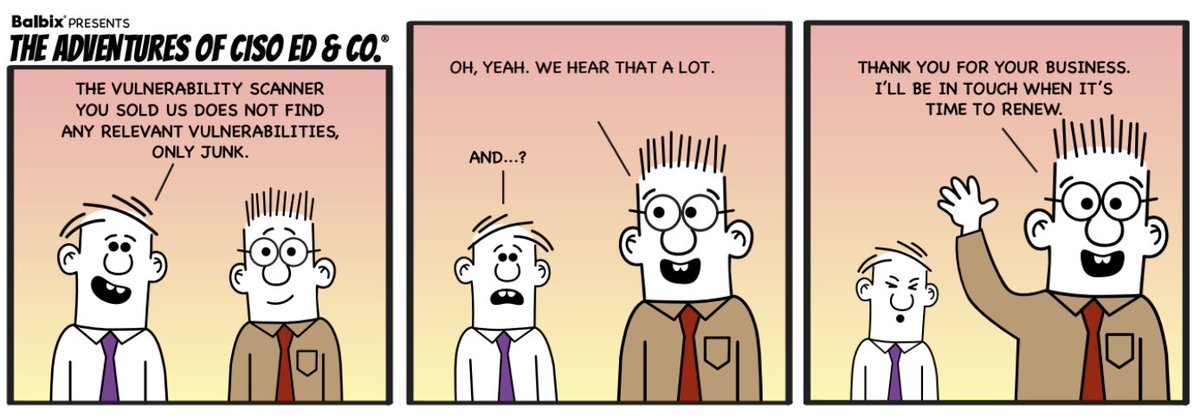 Balbix® PRESENTS
THE ADVENTURES OF CISO ED & CO.®
THE VULNERABILITY SCANNER
YOU SOLD US DOES NOT FIND
ANY RELEVANT VULNERABILITIES,
ONLY JUNK.
OH, YEAH. WE HEAR THAT A LOT.
AND...?
THANK YOU FOR YOUR BUSINESS.
I'LL BE IN TOUCH WHEN IT'S
TIME TO RENEW.